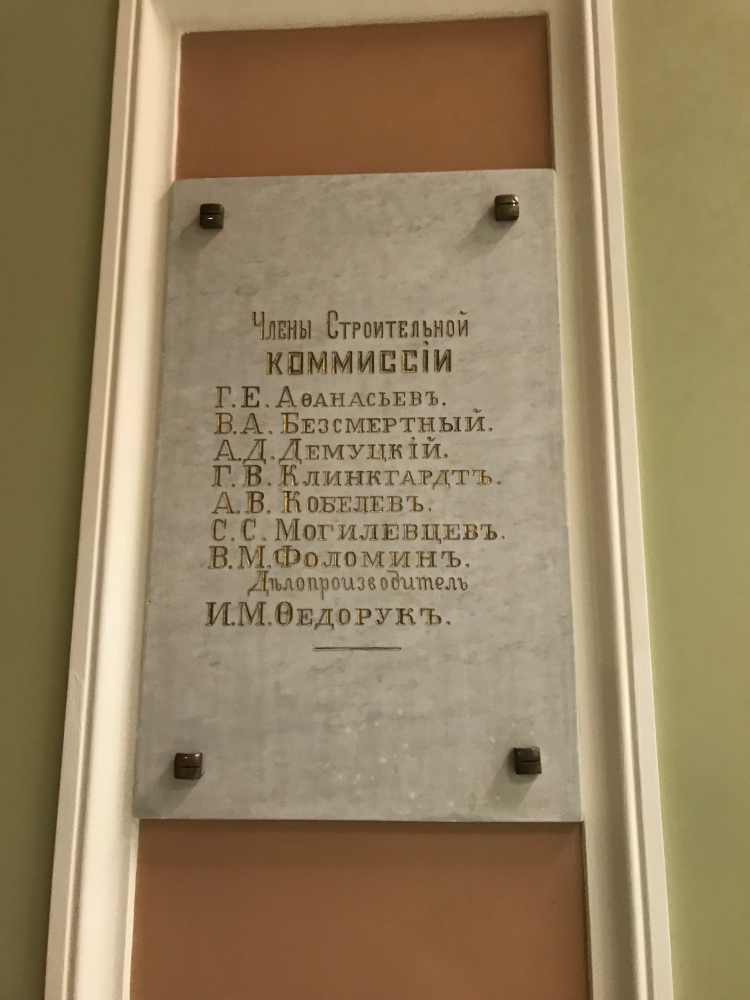 Члены Строительной
КОММИССІИ
Г. Е. Аѳанасьевъ.
В. А. Безсмертный.
А. Д. Демуцкій.
Г. В. Клинкгардтъ.
А. В. Кобелевъ.
С. С. Могилевцевъ.
В. М. Фоломинъ.
Дѣлопроизводитель
И. М. Ѳедорукъ.